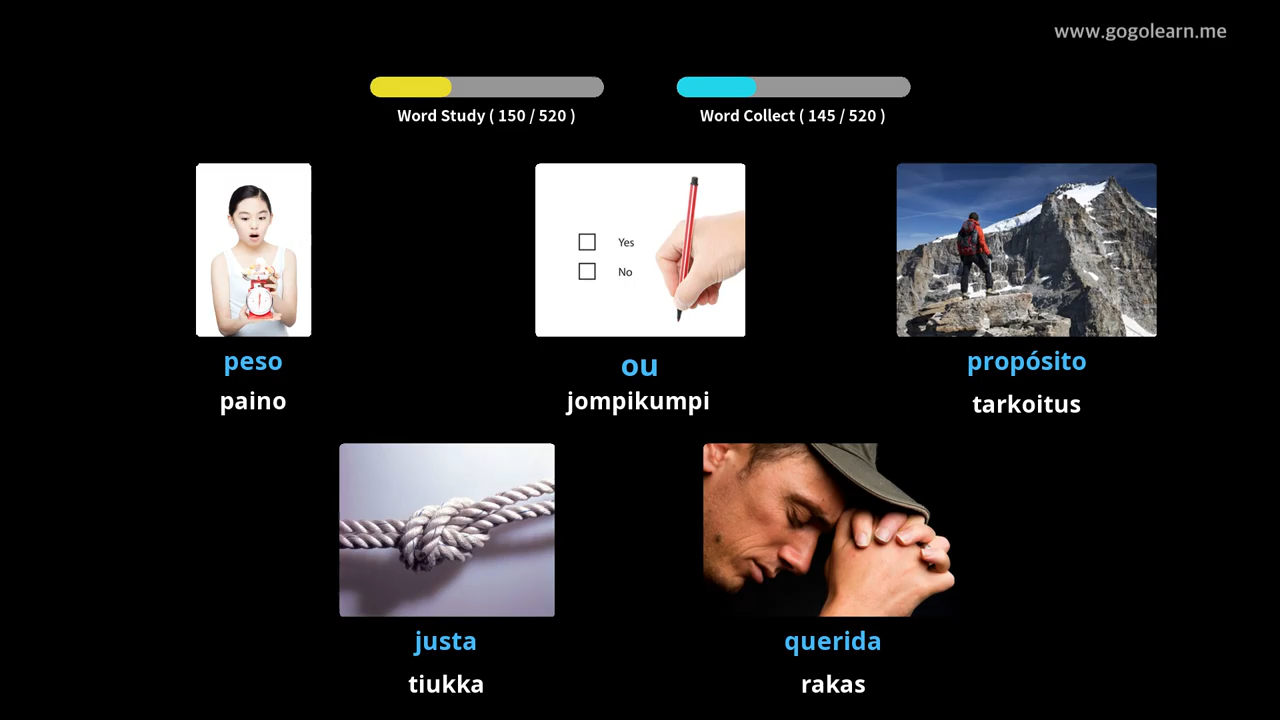 www.gogolearn.me
Word Study ( 150 / 520 )
Word Collect ( 145 / 520 )
Yes
No
peso
paino
ou
jompikumpi
propósito
tarkoitus
justa
tiukka
querida
rakas